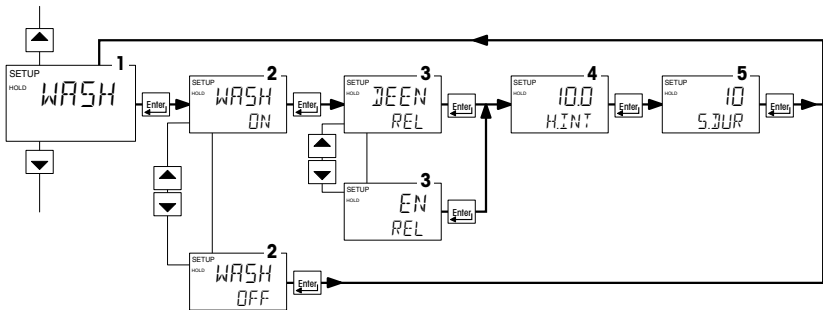 1
SETUP
HOLD
WASH
Enter
2
SETUP
HOLD
WASH
ON
Enter
3
SETUP
HOLD
DEEN
REL
Enter
4
SETUP
HOLD
10.0
H.INT
Enter
5
SETUP
HOLD
10
S.DUR
Enter
3
SETUP
HOLD
EN
REL
Enter
2
SETUP
HOLD
WASH
OFF
Enter